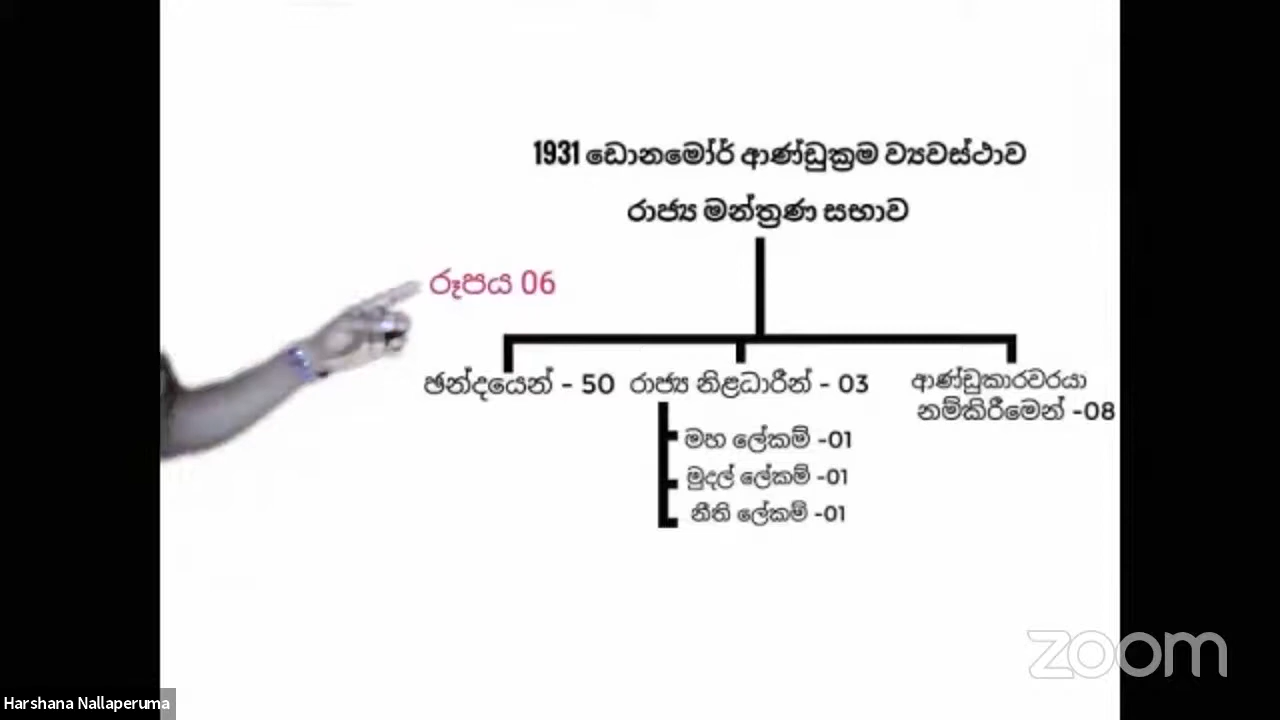 1931 ඩොනමෝර් ආණ්ඩුක්‍රම ව්‍යවස්ථාව
රාජ්‍ය මන්ත්‍රණ සභාව
රූපය 06
ඡන්දයෙන් - 50
රාජ්‍ය නිළධාරීන් - 03
මහ ලේකම් -01
මුදල් ලේකම් -01
නීති ලේකම් -01
ආණ්ඩුකාරවරයා
නම්කිරීමෙන් -08
zoom
Harshana Nallaperuma